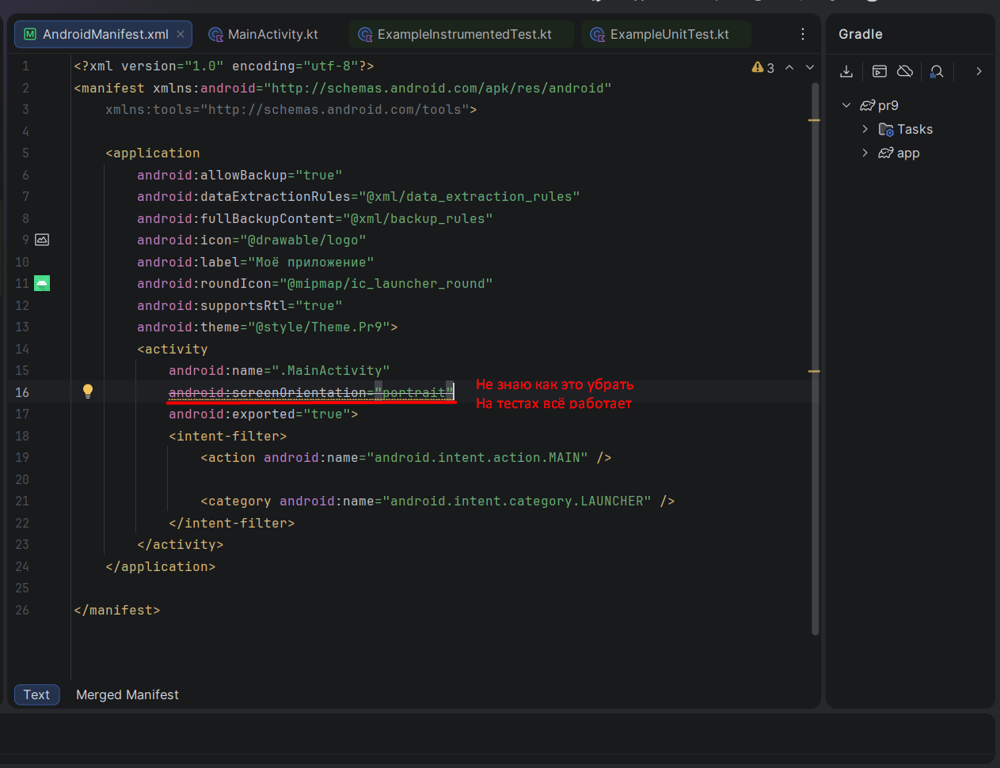 AndroidManifest.xml
MainActivity.kt
ExampleInstrumentedTest.kt
ExampleUnitTest.kt
Gradle
3
pr9
Tasks
app
1 <?xml version="1.0" encoding="utf-8"?>
2 <manifest xmlns:android="http://schemas.android.com/apk/res/android"
3 xmlns:tools="http://schemas.android.com/tools">
4
5 <application
6 android:allowBackup="true"
7 android:dataExtractionRules="@xml/data_extraction_rules"
8 android:fullBackupContent="@xml/backup_rules"
9 android:icon="@drawable/logo"
10 android:label="Моё приложение"
11 android:roundIcon="@mipmap/ic_launcher_round"
12 android:supportsRtl="true"
13 android:theme="@style/Theme.Pr9">
14 <activity
15 android:name=".MainActivity"
16 android:screenOrientation="portrait"
Не знаю как это убрать
На тестах всё работает
17 android:exported="true">
18 <intent-filter>
19 <action android:name="android.intent.action.MAIN" />
20
21 <category android:name="android.intent.category.LAUNCHER" />
22 </intent-filter>
23 </activity>
24 </application>
25
26 </manifest>
Text
Merged Manifest